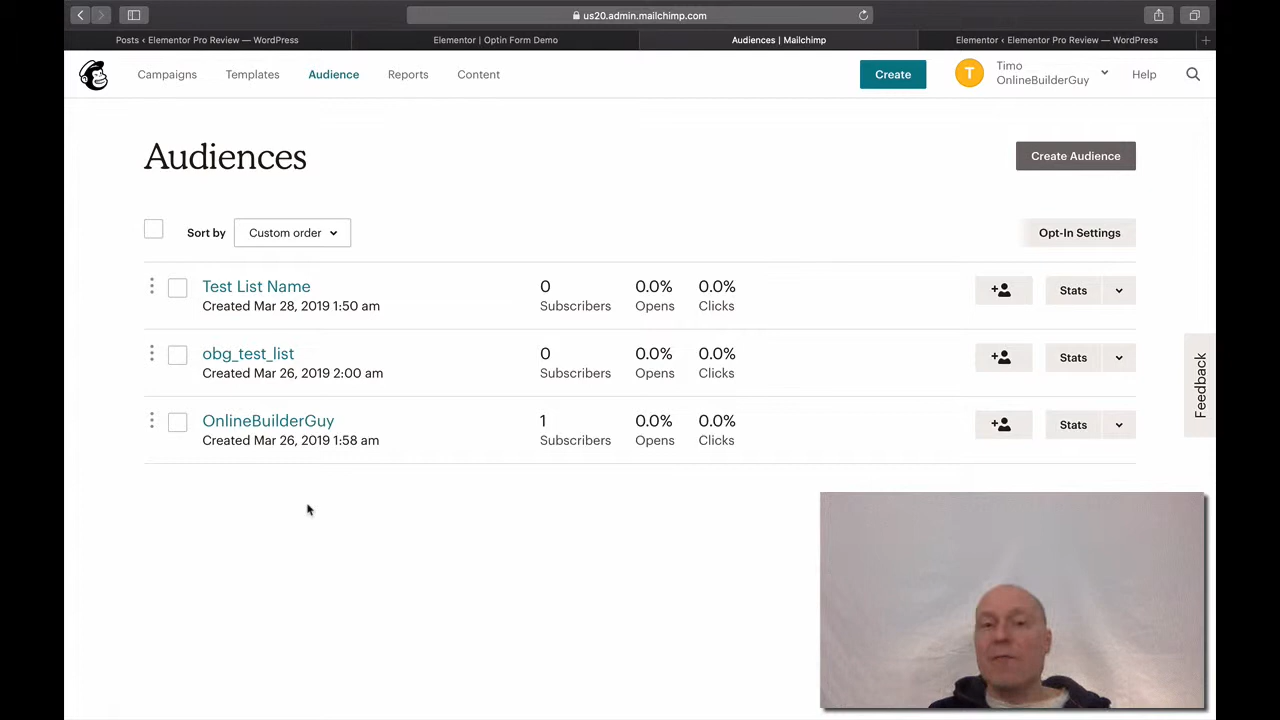 us20.admin.mailchimp.com
Posts < Elementor Pro Review — WordPress
Elementor | Optin Form Demo
Audiences | Mailchimp
Elementor < Elementor Pro Review — WordPress
Campaigns
Templates
Audience
Reports
Content
Create
T
Timo
OnlineBuilderGuy
Help
Audiences
Create Audience
Sort by
Custom order
Opt-In Settings
Test List Name
Created Mar 28, 2019 1:50 am
0
Subscribers
0.0%
Opens
0.0%
Clicks
Stats
obg_test_list
Created Mar 26, 2019 2:00 am
0
Subscribers
0.0%
Opens
0.0%
Clicks
Stats
OnlineBuilderGuy
Created Mar 26, 2019 1:58 am
1
Subscribers
0.0%
Opens
0.0%
Clicks
Stats
Feedback